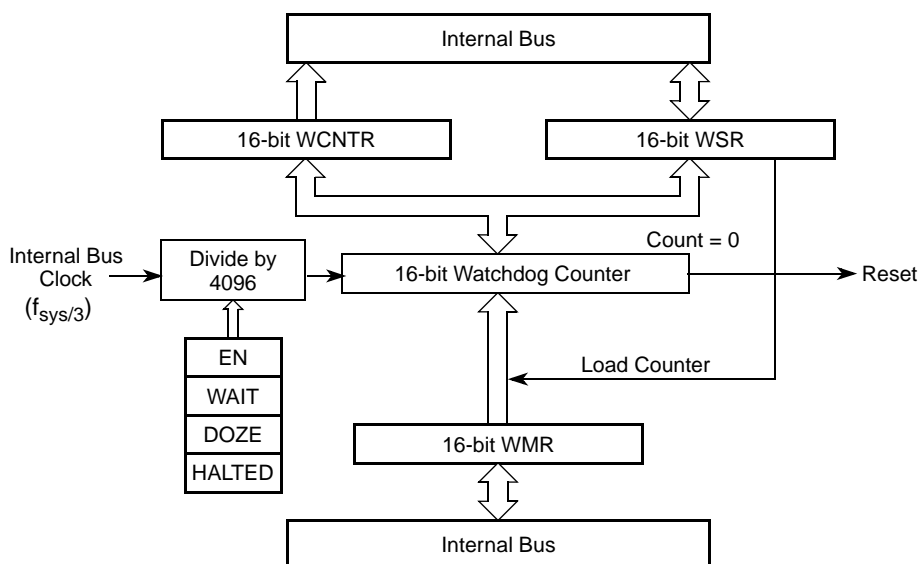 Internal Bus
16-bit WCNTR
16-bit WSR
Count = 0
Internal Bus
Clock
(fsys/3)
Divide by
4096
16-bit Watchdog Counter
Reset
EN
WAIT
DOZE
HALTED
Load Counter
16-bit WMR
Internal Bus